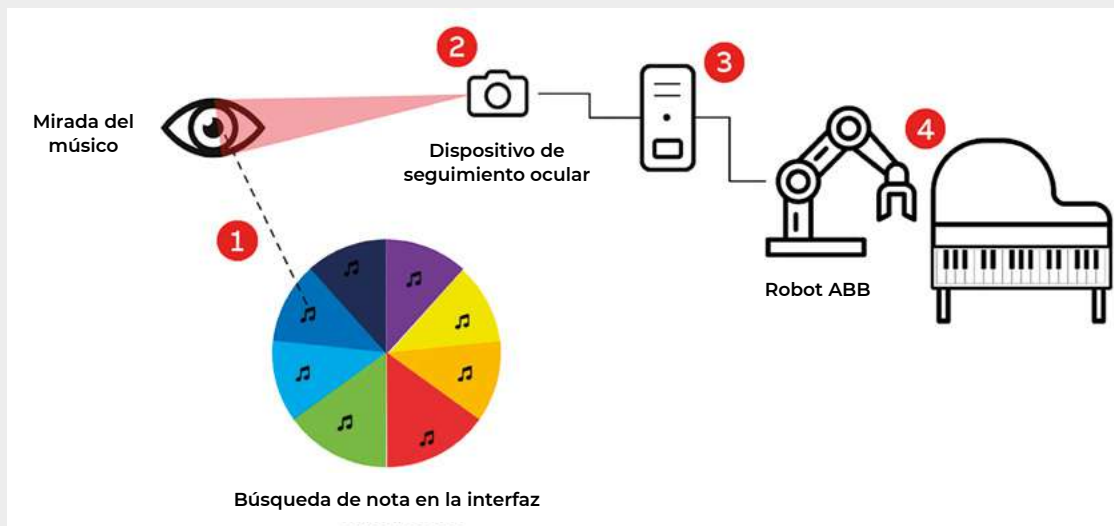 2
3
Mirada del
músico
4
Dispositivo de
seguimiento ocular
1
Robot ABB
Búsqueda de nota en la interfaz